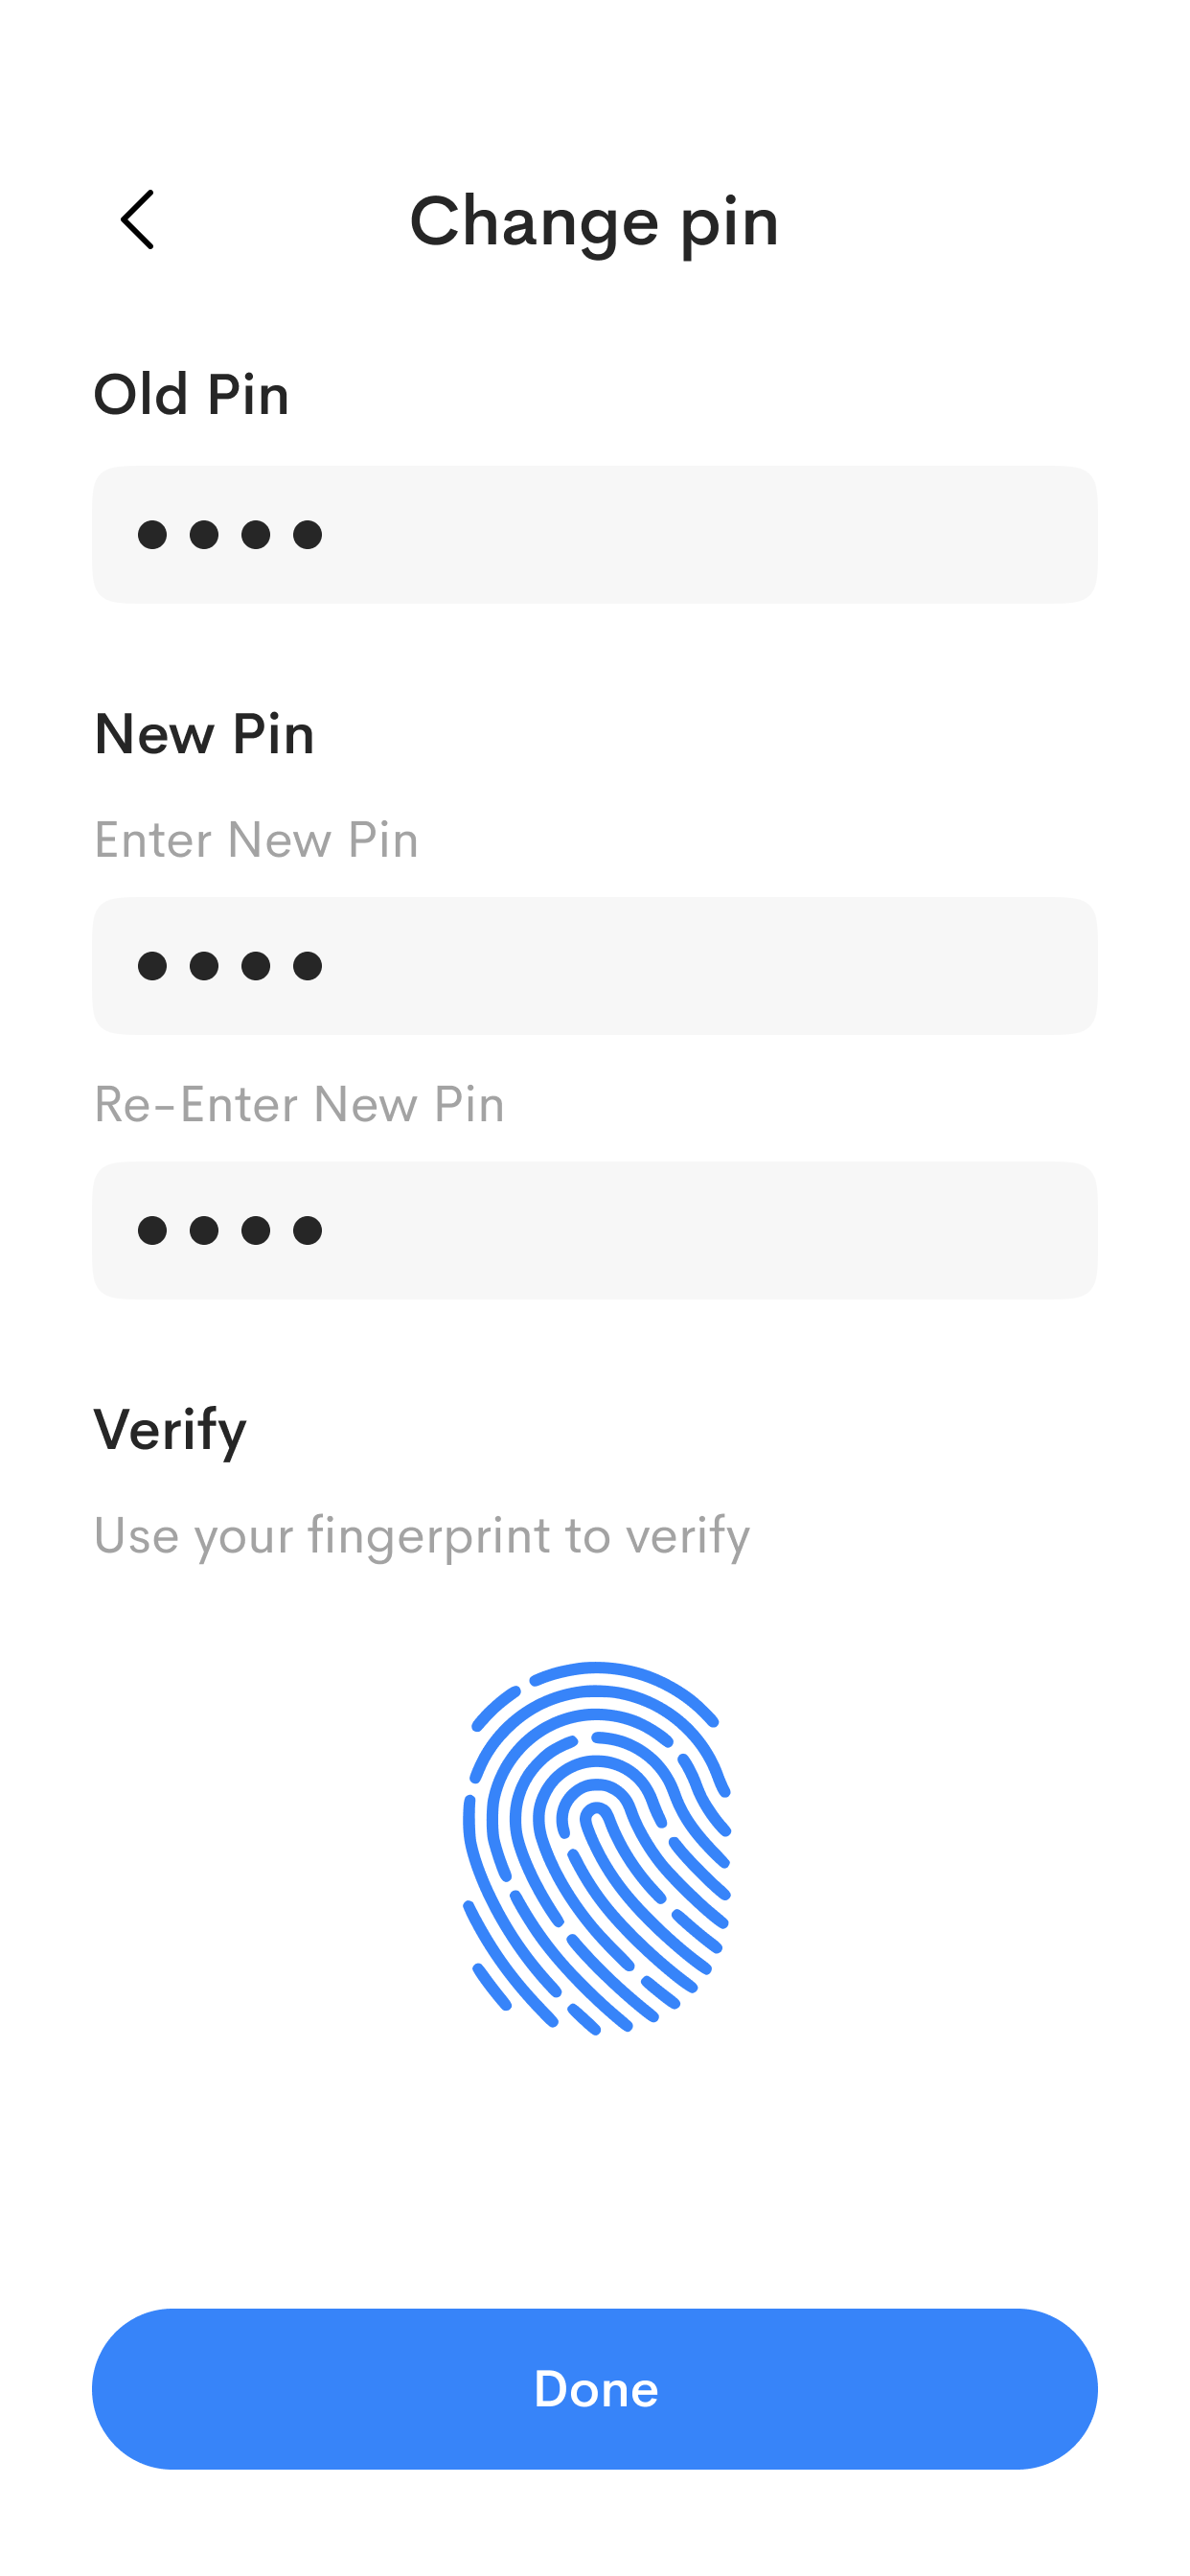 Change pin
Old Pin
••••
New Pin
Enter New Pin
••••
Re-Enter New Pin
••••
Verify
Use your fingerprint to verify
Done